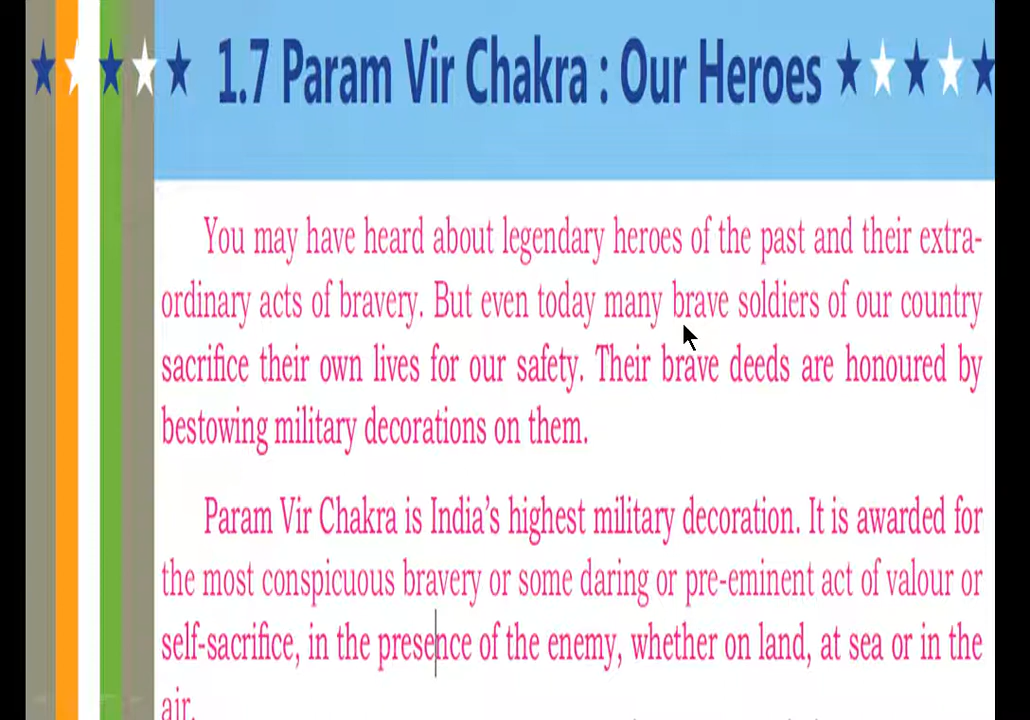 1.7 Param Vir Chakra : Our Heroes
You may have heard about legendary heroes of the past and their extra-
ordinary acts of bravery. But even today many brave soldiers of our country
sacrifice their own lives for our safety. Their brave deeds are honoured by
bestowing military decorations on them.
Param Vir Chakra is India’s highest military decoration. It is awarded for
the most conspicuous bravery or some daring or pre-eminent act of valour or
self-sacrifice, in the presence of the enemy, whether on land, at sea or in the
air.